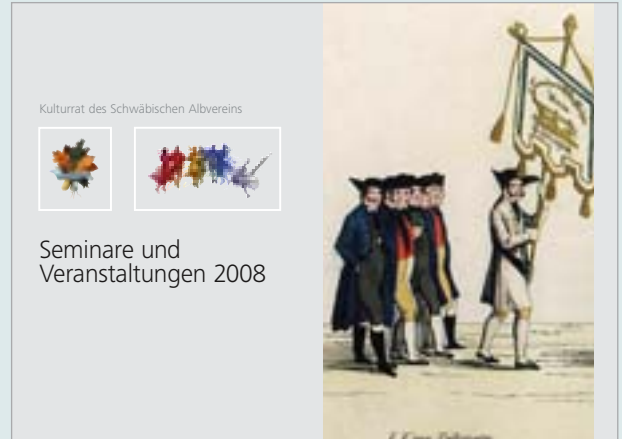 Kulturrat des Schwäbischen Albvereins
Seminare und
Veranstaltungen 2008